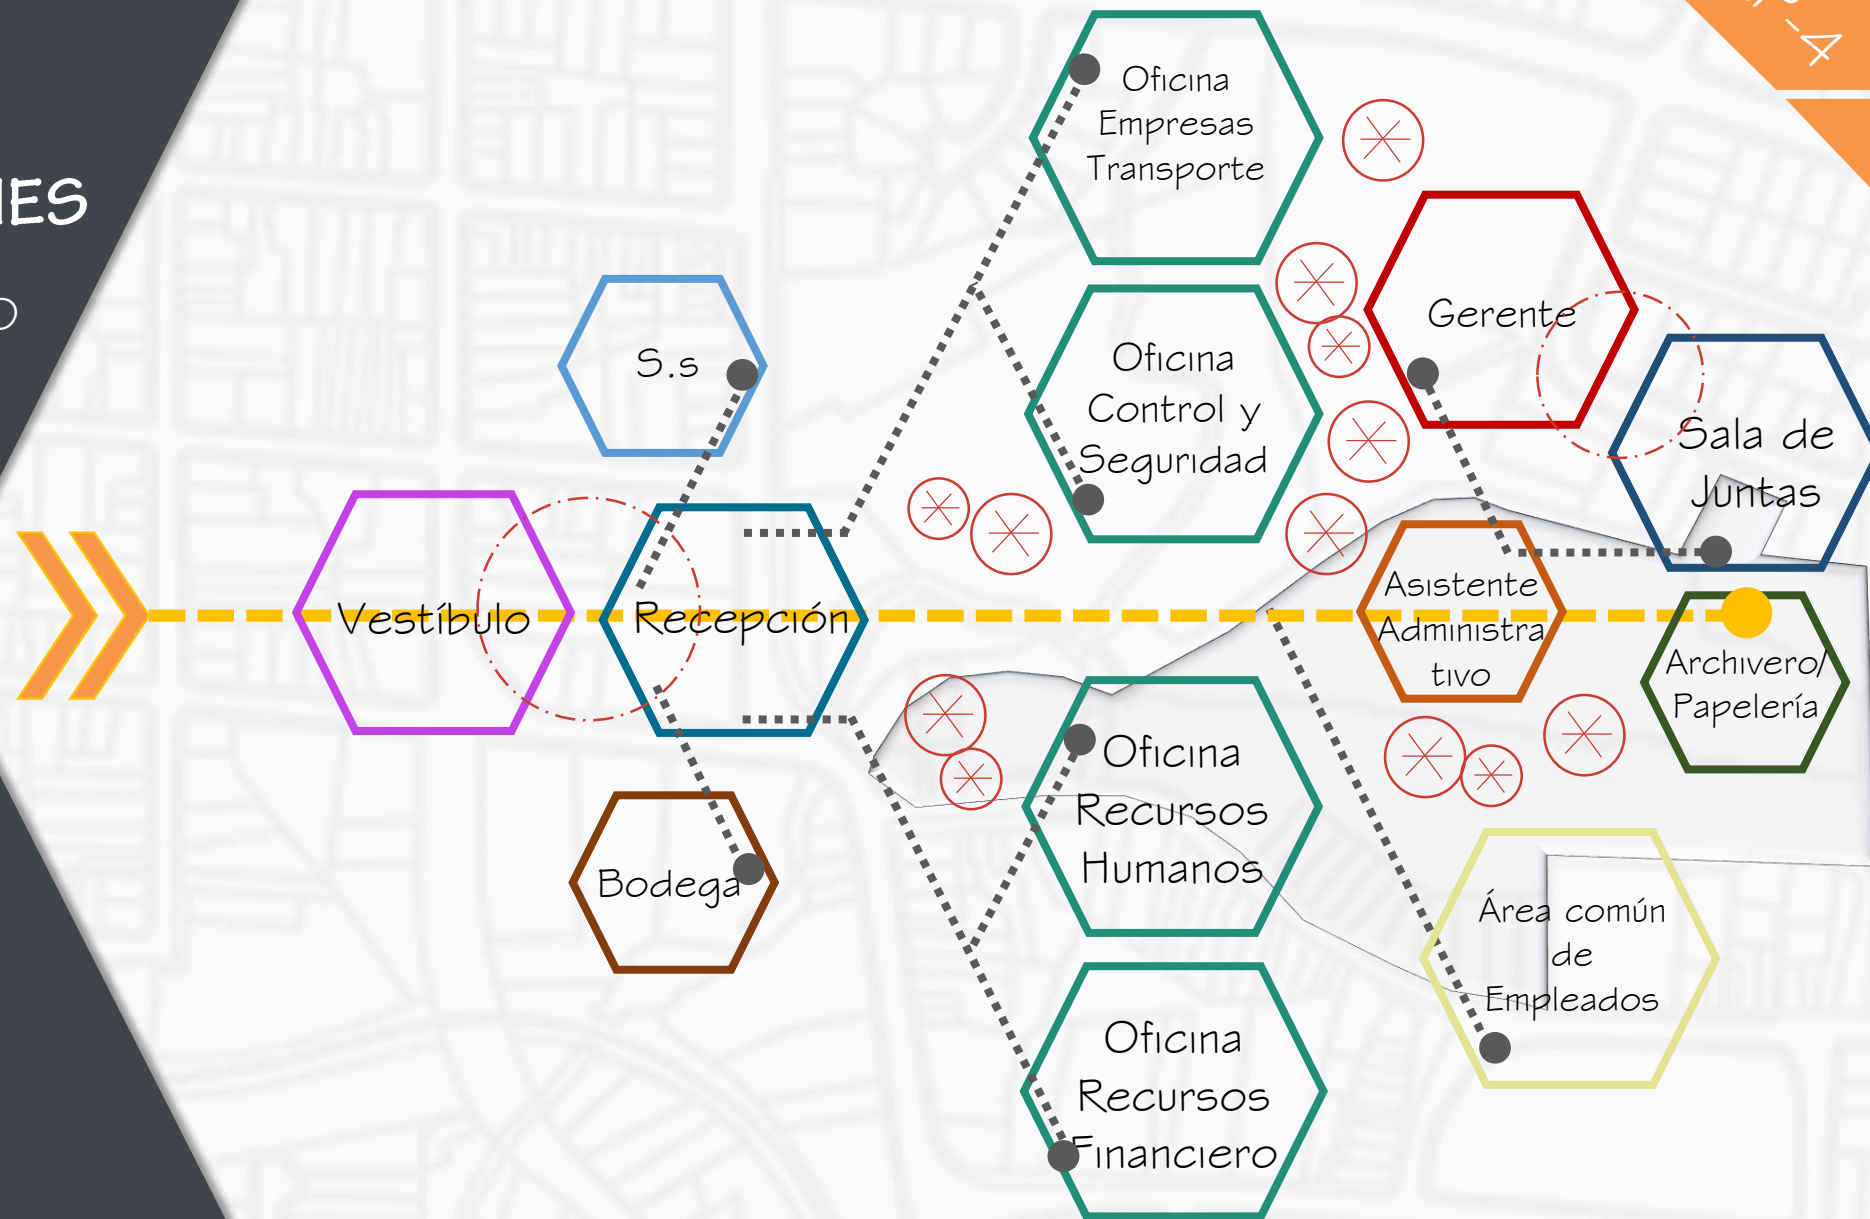 Oficina
Empresas
Transporte
Gerente
S.s
Oficina
Control y
Seguridad
Sala de
Juntas
Vestíbulo
Recepción
Asistente
Administra
tivo
Archivero/
Papelería
Oficina
Recursos
Humanos
Bodega
Área común
de
Empleados
Oficina
Recursos
Financiero